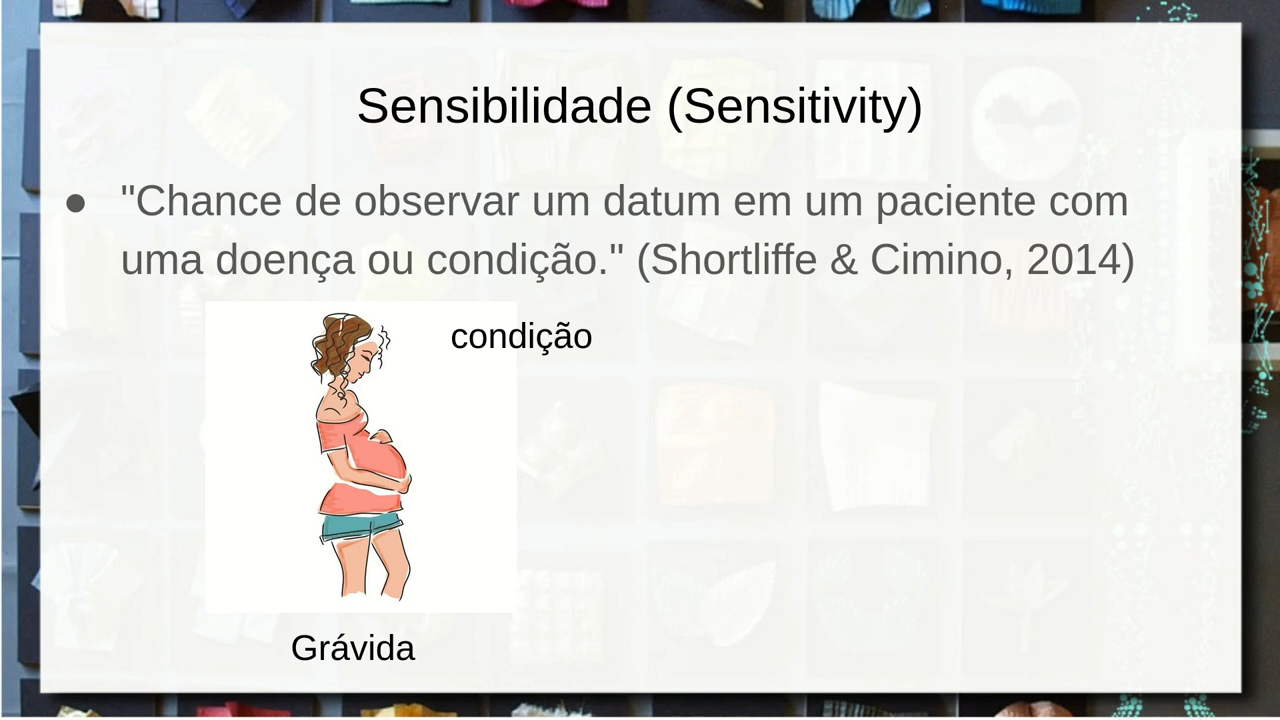 Sensibilidade (Sensitivity)
● "Chance de observar um datum em um paciente com
uma doença ou condição." (Shortliffe & Cimino, 2014)
condição
Grávida